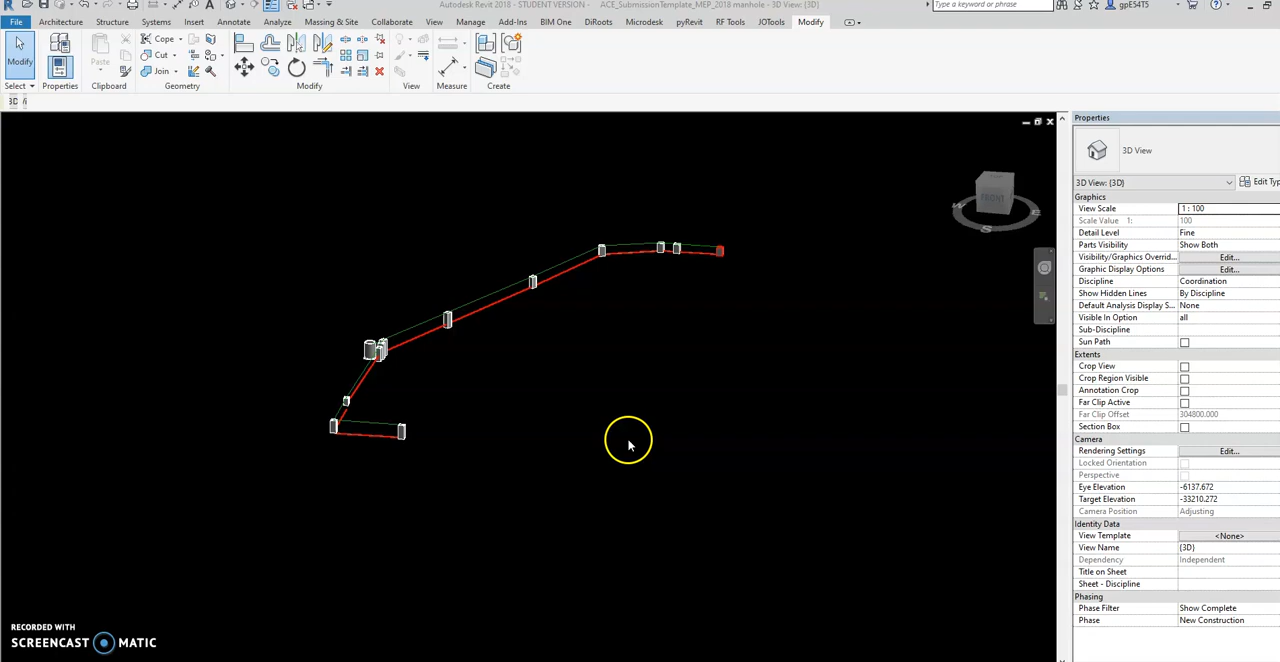 Autodesk Revit 2018 - STUDENT VERSION - ACE_SubmissionTemplate_MEP_2018 manhole - 3D View: {3D}
Type a keyword or phrase
gpE54T5
File Architecture Structure Systems Insert Annotate Analyze Massing & Site Collaborate View Manage Add-Ins BIM One DiRoots Microdesk pyRevit RF Tools JOTools Modify
Modify
Paste
Cope
Cut
Join
Select Properties Clipboard Geometry Modify View Measure Create
3D
FRONT
W
S
E
Properties
3D View
3D View: {3D} Edit Typ
Graphics
View Scale 1 : 100
Scale Value 1: 100
Detail Level Fine
Parts Visibility Show Both
Visibility/Graphics Overrid... Edit...
Graphic Display Options Edit...
Discipline Coordination
Show Hidden Lines By Discipline
Default Analysis Display S... None
Visible In Option all
Sub-Discipline
Sun Path
Extents
Crop View
Crop Region Visible
Annotation Crop
Far Clip Active
Far Clip Offset 304800.000
Section Box
Camera
Rendering Settings Edit...
Locked Orientation
Perspective
Eye Elevation -6137.672
Target Elevation -33210.272
Camera Position Adjusting
Identity Data
View Template <None>
View Name {3D}
Dependency Independent
Title on Sheet
Sheet - Discipline
Phasing
Phase Filter Show Complete
Phase New Construction
RECORDED WITH
SCREENCAST MATIC